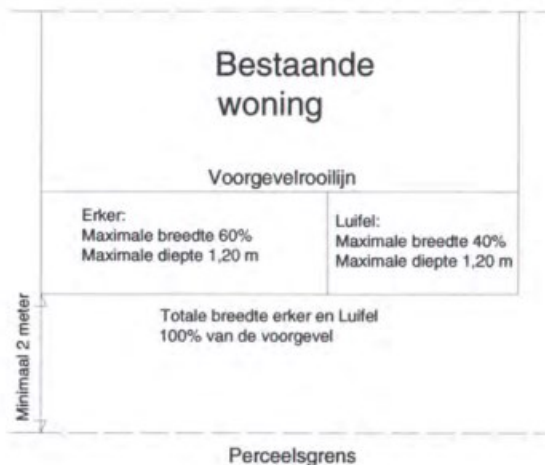 Bestaande
woning
Voorgevelrooilijn
Erker:
Maximale breedte 60%
Maximale diepte 1,20 m
Luifel:
Maximale breedte 40%
Maximale diepte 1,20 m
Totale breedte erker en Luifel
100% van de voorgevel
Minimaal 2 meter
Perceelsgrens